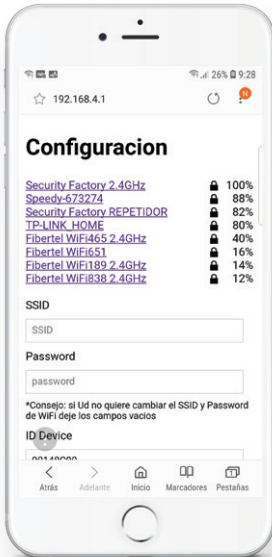 26% 9:28
192.168.4.1
N
Configuracion
Security Factory 2.4GHz 100%
Speedy-673274 88%
Security Factory REPETIDOR 82%
TP-LINK_HOME 80%
Fibertel WiFi465 2.4GHz 40%
Fibertel WiFi651 16%
Fibertel WiFi189 2.4GHz 14%
Fibertel WiFi838 2.4GHz 12%
SSID
SSID
Password
password
*Consejo: si Ud no quiere cambiar el SSID y Password
de WiFi deje los campos vacios
ID Device
Atrás Adelante Inicio Marcadores Pestañas